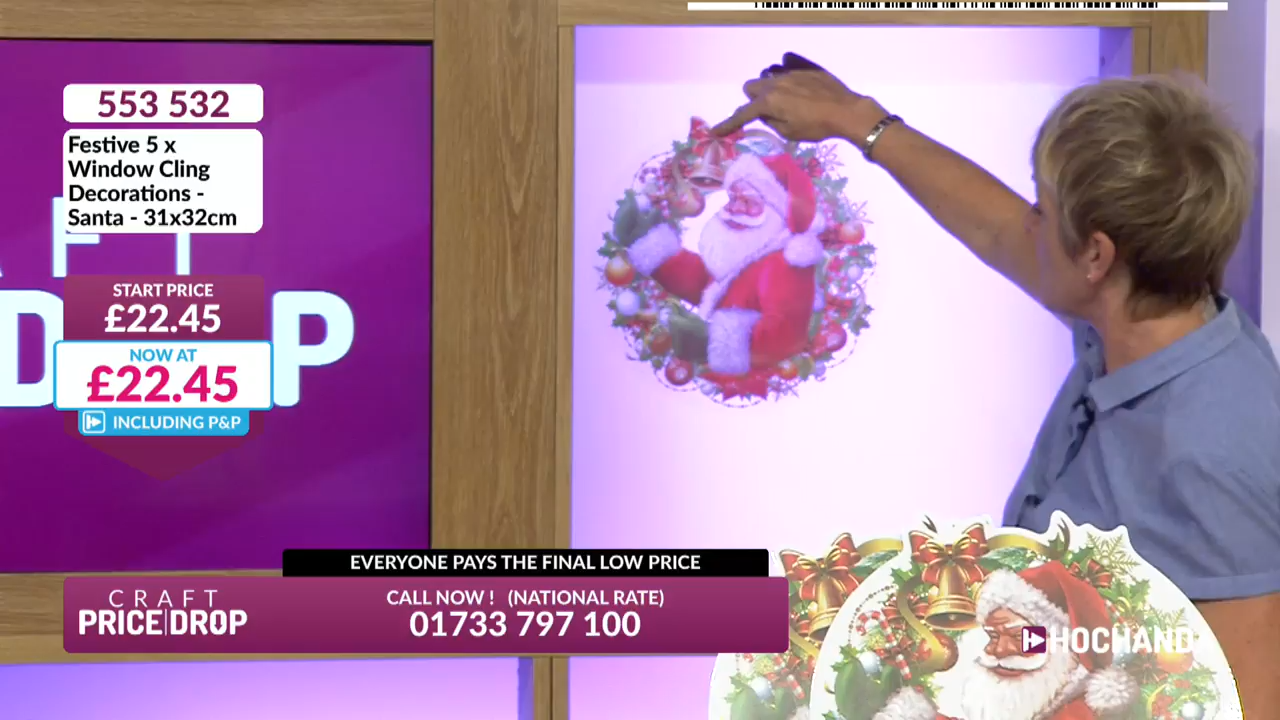 553 532
Festive 5 x
Window Cling
Decorations -
Santa - 31x32cm
START PRICE
£22.45
NOW AT
£22.45
INCLUDING P&P
EVERYONE PAYS THE FINAL LOW PRICE
CRAFT
PRICE DROP
CALL NOW ! (NATIONAL RATE)
01733 797 100
HOCHANDA